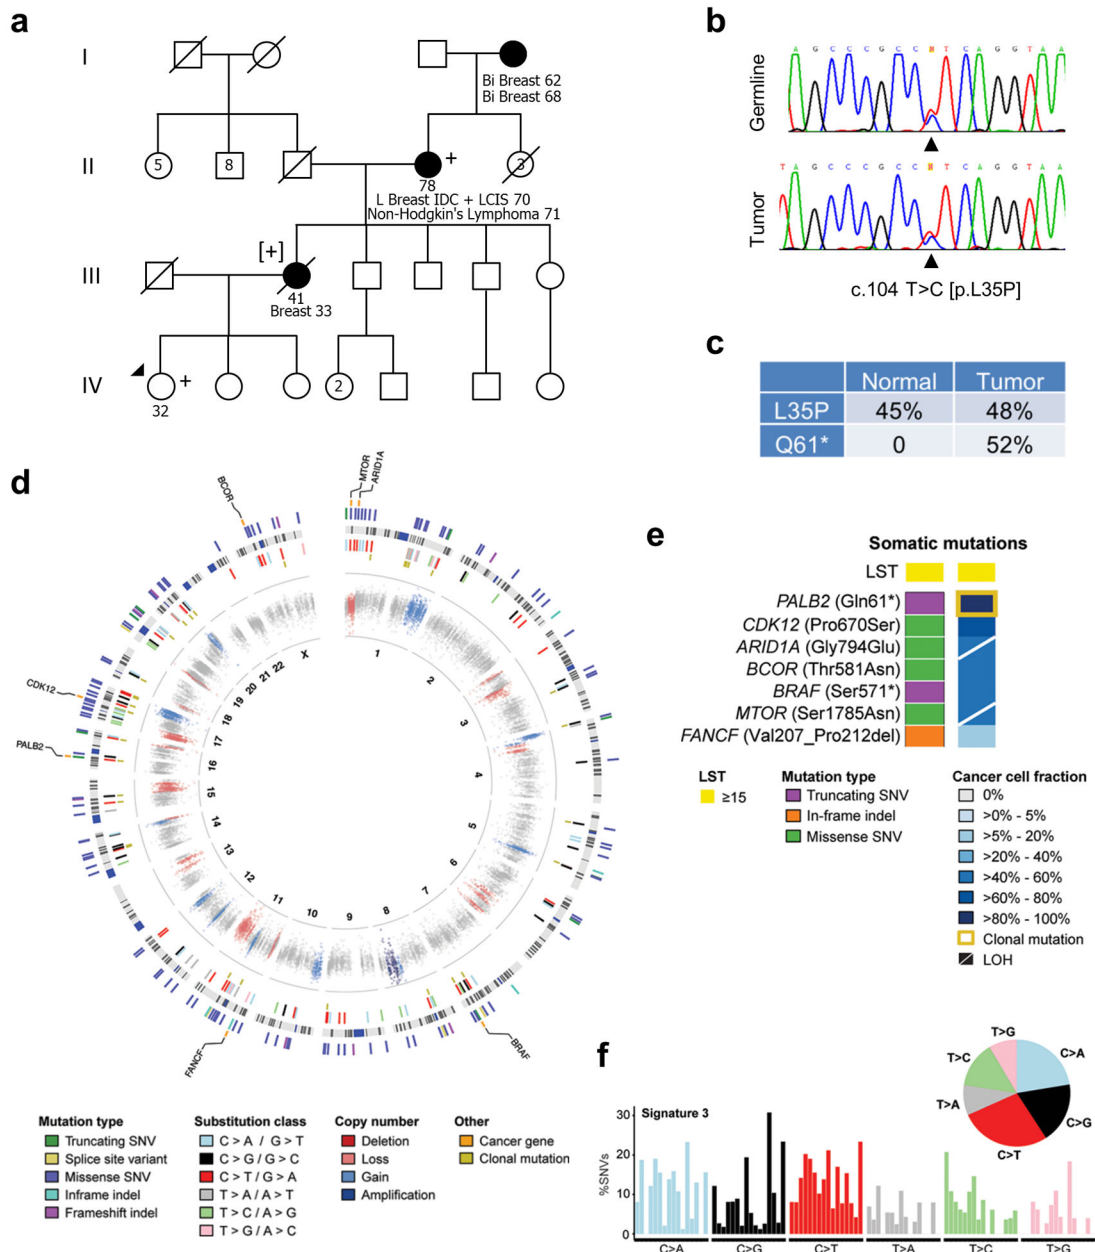 a
I
Bi Breast 62
Bi Breast 68
II
5
8
+
3
78
L Breast IDC + LCIS 70
Non-Hodgkin's Lymphoma 71
[+]
III
41
Breast 33
IV
+
2
32
b
Germline
A G C C C G C C N T C A G G T A A
Tumor
T A G C C C G C C N T C A G G T A A
c.104 T>C [p.L35P]
c
Normal Tumor
L35P 45% 48%
Q61* 0 52%
d
MTOR
ARID1A
BCOR
CDK12
PALB2
FANCF
BRAF
1
2
3
4
5
6
7
8
9
10
11
12
13
14
15
16
17
18
19
20
21
22
X
Mutation type
Truncating SNV
Splice site variant
Missense SNV
Inframe indel
Frameshift indel
Substitution class
C > A / G > T
C > G / G > C
C > T / G > A
T > A / A > T
T > C / A > G
T > G / A > C
Copy number
Deletion
Loss
Gain
Amplification
Other
Cancer gene
Clonal mutation
e
Somatic mutations
LST
PALB2 (Gln61*)
CDK12 (Pro670Ser)
ARID1A (Gly794Glu)
BCOR (Thr581Asn)
BRAF (Ser571*)
MTOR (Ser1785Asn)
FANCF (Val207_Pro212del)
LST
≥15
Mutation type
Truncating SNV
In-frame indel
Missense SNV
Cancer cell fraction
0%
>0% - 5%
>5% - 20%
>20% - 40%
>40% - 60%
>60% - 80%
>80% - 100%
Clonal mutation
LOH
f
Signature 3
%SNVs
30
20
10
0
C>A C>G C>T T>A T>C T>G
T>G
C>A
T>C
T>A
C>G
C>T